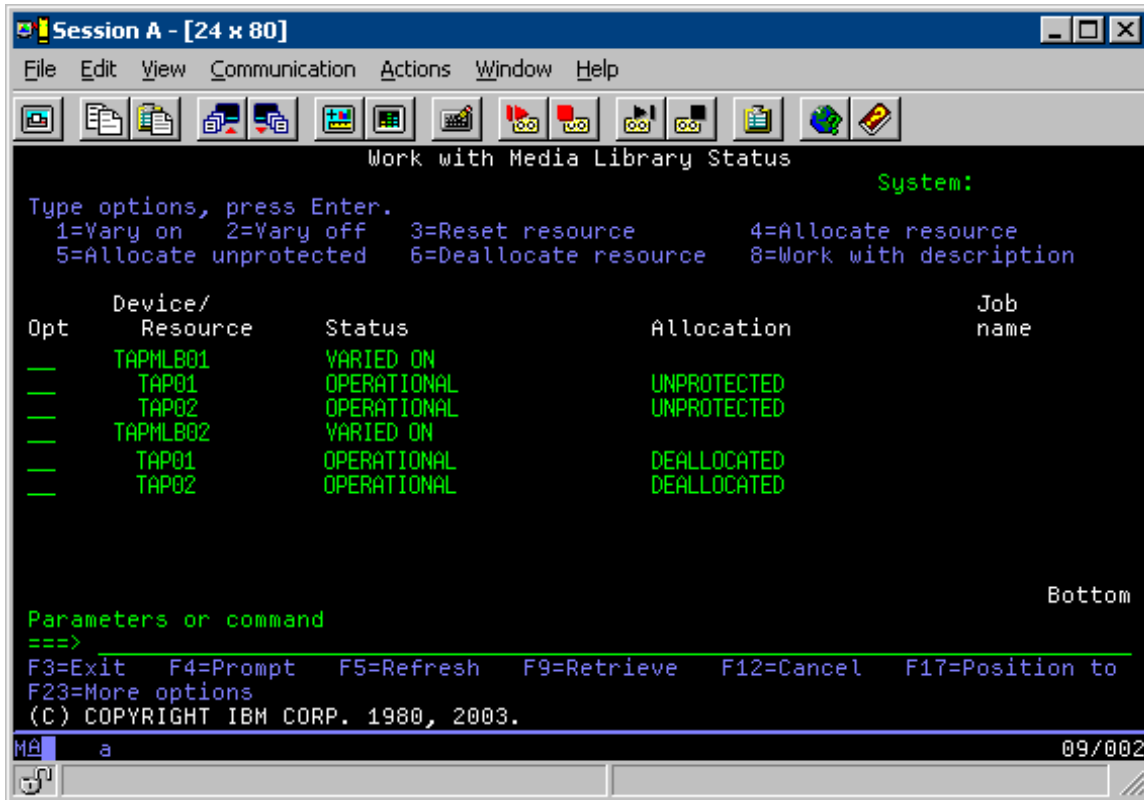 Session A - [24 x 80]
File Edit View Communication Actions Window Help
Work with Media Library Status
System:
Type options, press Enter.
1=Vary on 2=Vary off 3=Reset resource 4=Allocate resource
5=Allocate unprotected 6=Deallocate resource 8=Work with description
Device/ Job
Opt Resource Status Allocation name
TAPMLB01 VARIED ON
TAP01 OPERATIONAL UNPROTECTED
TAP02 OPERATIONAL UNPROTECTED
TAPMLB02 VARIED ON
TAP01 OPERATIONAL DEALLOCATED
TAP02 OPERATIONAL DEALLOCATED
Bottom
Parameters or command
===>
F3=Exit F4=Prompt F5=Refresh F9=Retrieve F12=Cancel F17=Position to
F23=More options
(C) COPYRIGHT IBM CORP. 1980, 2003.
MA a 09/002